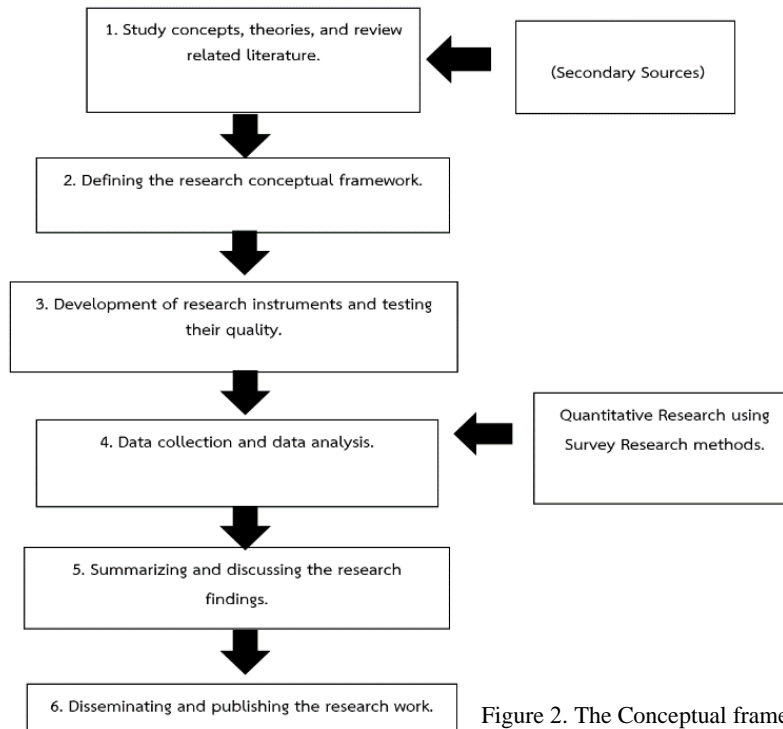 1. Study concepts, theories, and review
related literature.
(Secondary Sources)
2. Defining the research conceptual framework.
3. Development of research instruments and testing
their quality.
4. Data collection and data analysis.
Quantitative Research using
Survey Research methods.
5. Summarizing and discussing the research
findings.
6. Disseminating and publishing the research work.
Figure 2. The Conceptual frame